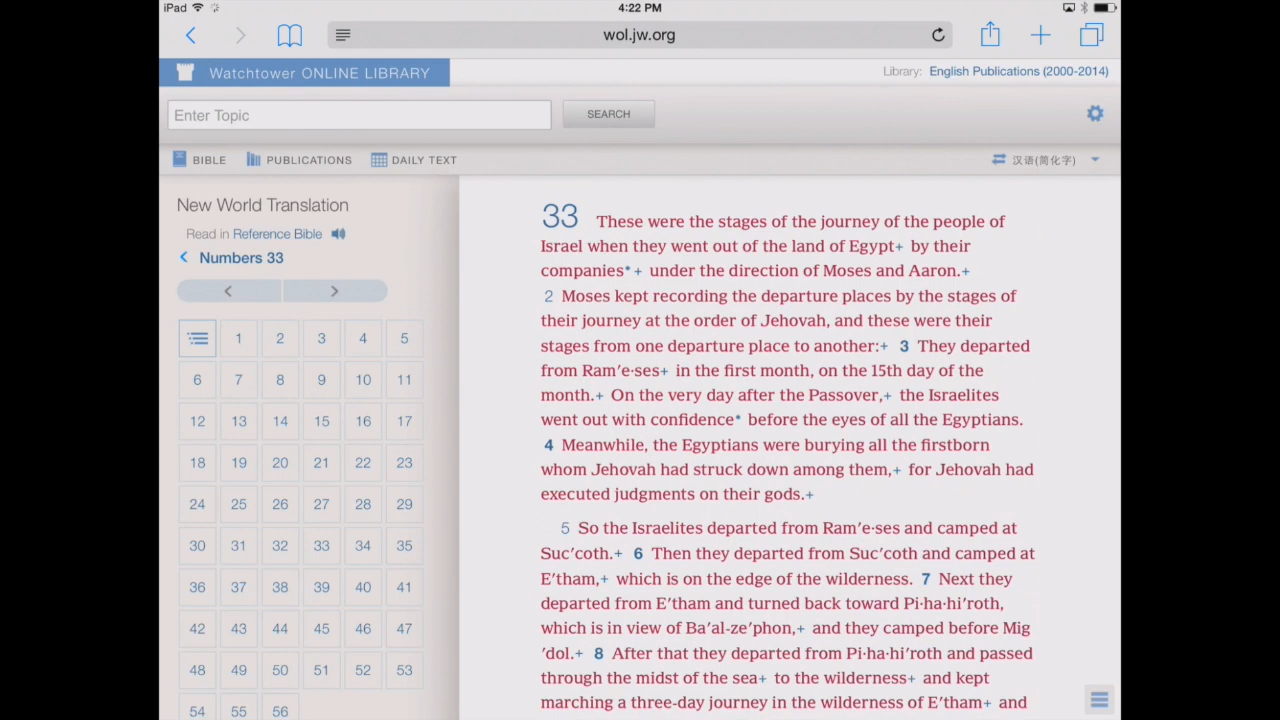 iPad
4:22 PM
wol.jw.org
Watchtower ONLINE LIBRARY
Library: English Publications (2000-2014)
Enter Topic
SEARCH
BIBLE
PUBLICATIONS
DAILY TEXT
汉语(简化字)
New World Translation
Read in Reference Bible
Numbers 33
1 2 3 4 5
6 7 8 9 10 11
12 13 14 15 16 17
18 19 20 21 22 23
24 25 26 27 28 29
30 31 32 33 34 35
36 37 38 39 40 41
42 43 44 45 46 47
48 49 50 51 52 53
54 55 56
33 These were the stages of the journey of the people of
Israel when they went out of the land of Egypt+ by their
companies*+ under the direction of Moses and Aaron.+
2 Moses kept recording the departure places by the stages of
their journey at the order of Jehovah, and these were their
stages from one departure place to another:+ 3 They departed
from Ram′e·ses+ in the first month, on the 15th day of the
month.+ On the very day after the Passover,+ the Israelites
went out with confidence* before the eyes of all the Egyptians.
4 Meanwhile, the Egyptians were burying all the firstborn
whom Jehovah had struck down among them,+ for Jehovah had
executed judgments on their gods.+
5 So the Israelites departed from Ram′e·ses and camped at
Suc′coth.+ 6 Then they departed from Suc′coth and camped at
E′tham,+ which is on the edge of the wilderness. 7 Next they
departed from E′tham and turned back toward Pi·ha·hi′roth,
which is in view of Ba′al-ze′phon,+ and they camped before Mig
′dol.+ 8 After that they departed from Pi·ha·hi′roth and passed
through the midst of the sea+ to the wilderness+ and kept
marching a three-day journey in the wilderness of E′tham+ and